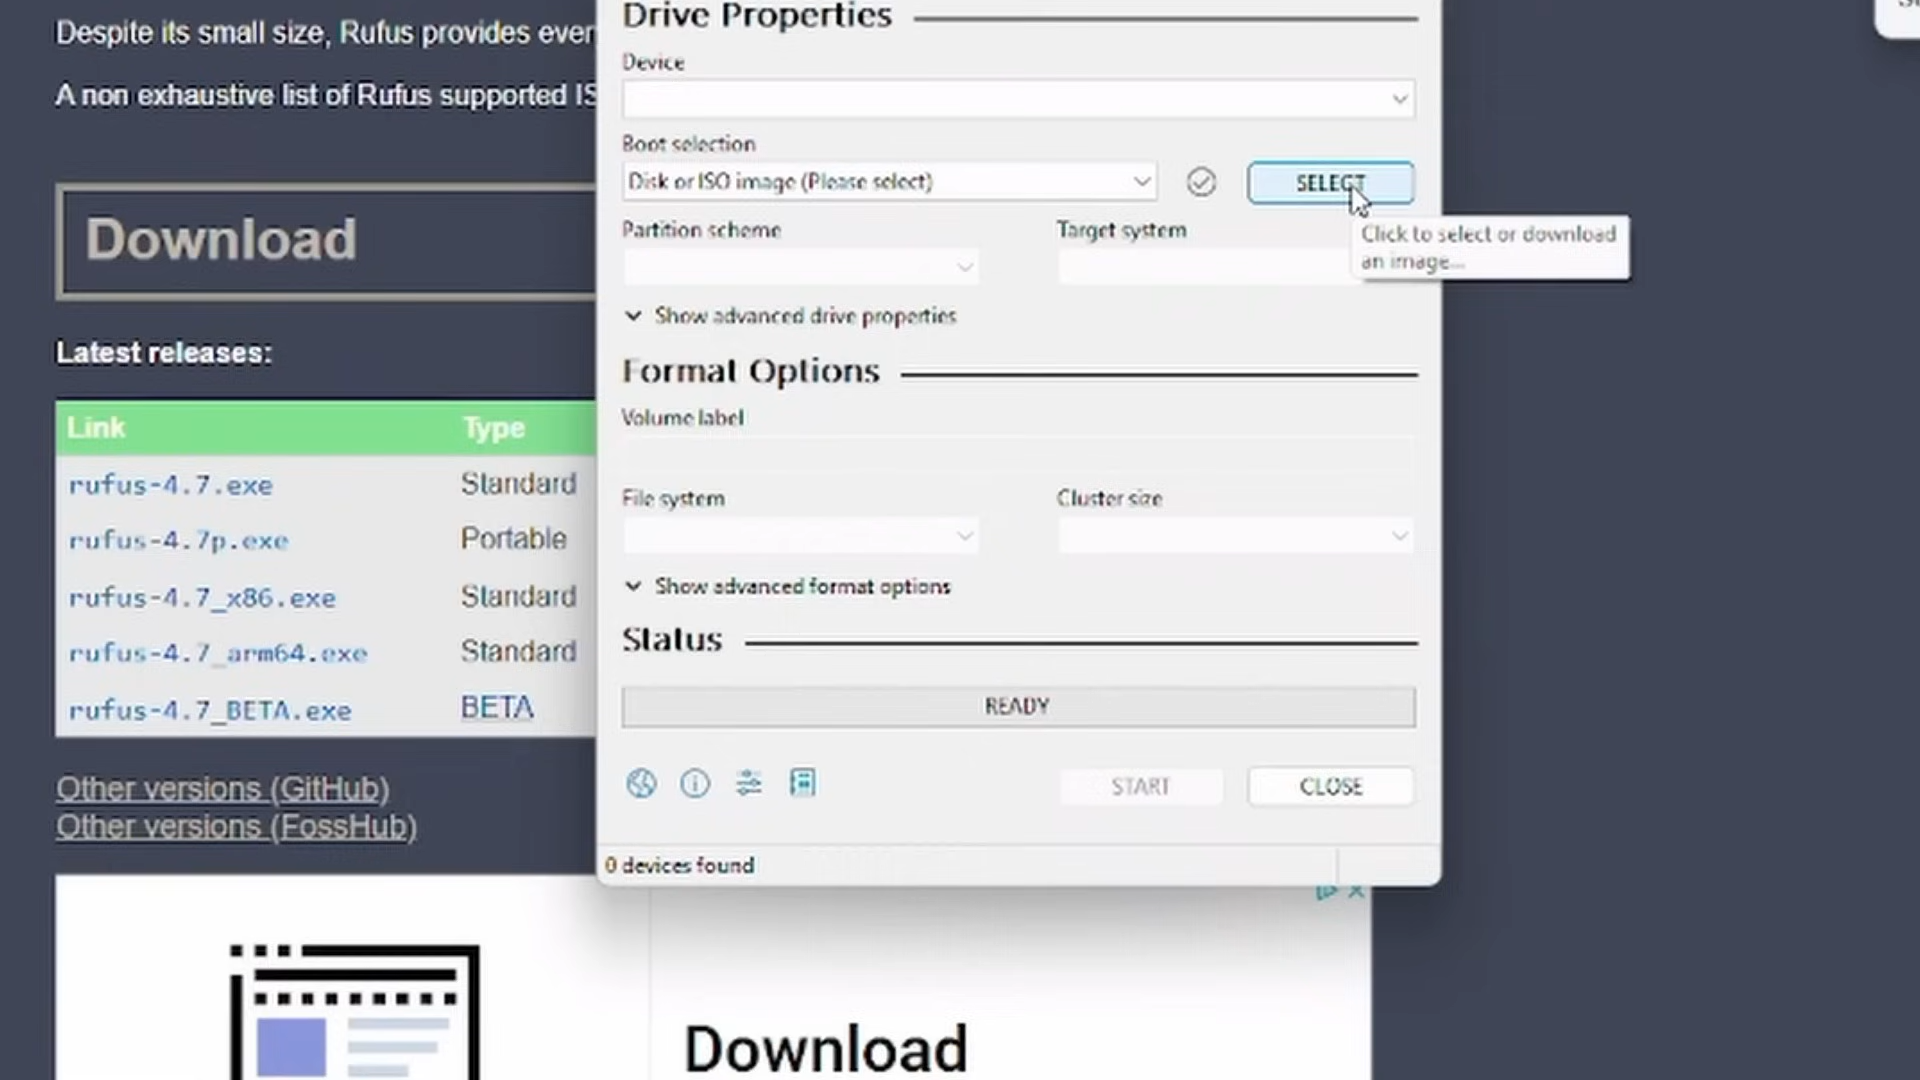 Despite its small size, Rufus provides ever
A non exhaustive list of Rufus supported IS
Download
Latest releases:
Link Type
rufus-4.7.exe Standard
rufus-4.7p.exe Portable
rufus-4.7_x86.exe Standard
rufus-4.7_arm64.exe Standard
rufus-4.7_BETA.exe BETA
Other versions (GitHub)
Other versions (FossHub)
Drive Properties
Device
Boot selection
Disk or ISO image (Please select)
SELECT
Click to select or download
an image...
Partition scheme Target system
Show advanced drive properties
Format Options
Volume label
File system Cluster size
Show advanced format options
Status
READY
START CLOSE
0 devices found
Download